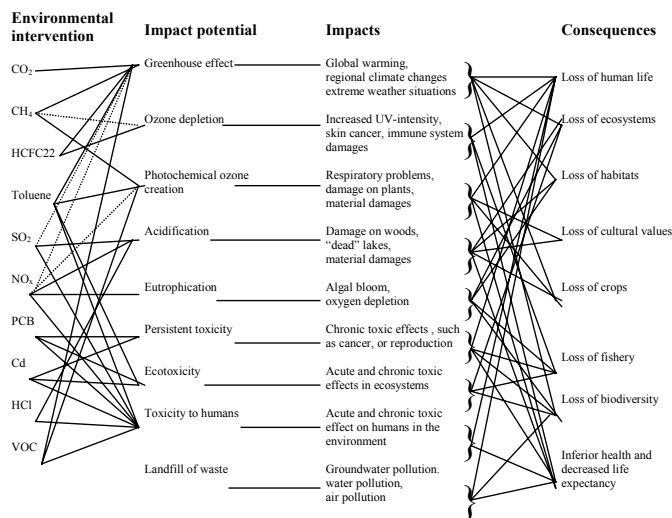 Environmental
intervention
Impact potential
Impacts
Consequences
CO2
CH4
HCFC22
Toluene
SO2
NOx
PCB
Cd
HCl
VOC
Greenhouse effect
Ozone depletion
Photochemical ozone
creation
Acidification
Eutrophication
Persistent toxicity
Ecotoxicity
Toxicity to humans
Landfill of waste
Global warming,
regional climate changes
extreme weather situations
Increased UV-intensity,
skin cancer, immune system
damages
Respiratory problems,
damage on plants,
material damages
Damage on woods,
“dead” lakes,
material damages
Algal bloom,
oxygen depletion
Chronic toxic effects , such
as cancer, or reproduction
Acute and chronic toxic
effects in ecosystems
Acute and chronic toxic
effect on humans in the
environment
Groundwater pollution.
water pollution,
air pollution
Loss of human life
Loss of ecosystems
Loss of habitats
Loss of cultural values
Loss of crops
Loss of fishery
Loss of biodiversity
Inferior health and
decreased life
expectancy